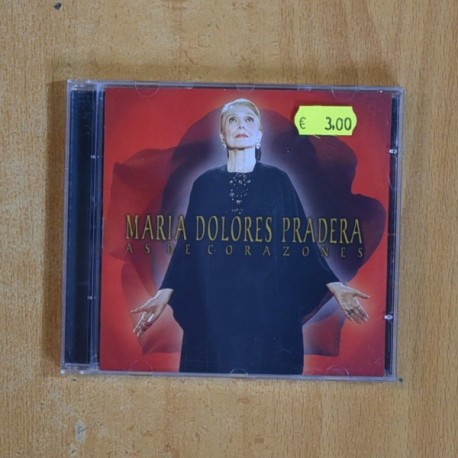 € 3,00
MARIA DOLORES PRADERA
AS DE CORAZONES